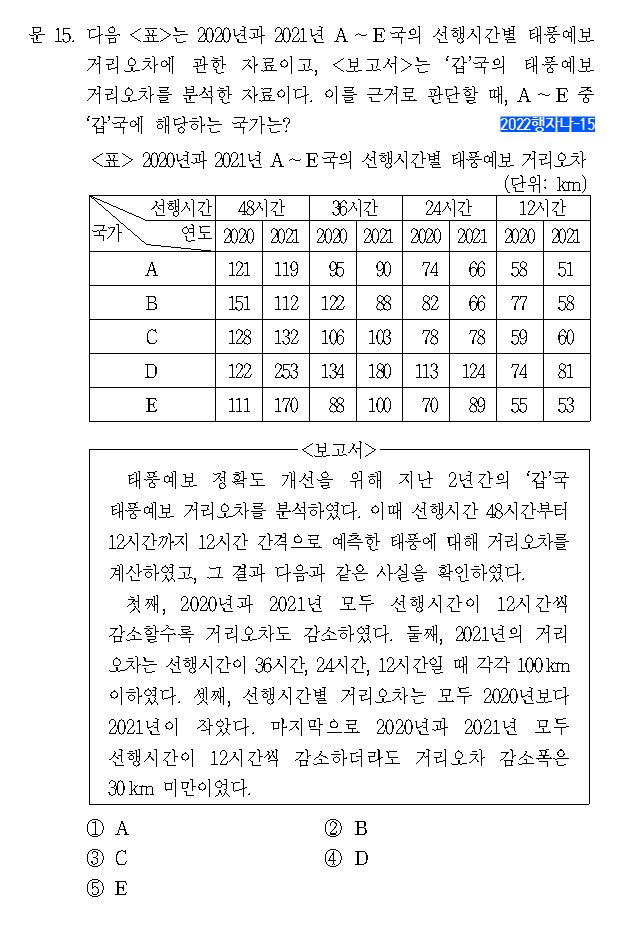 문 15. 다음 <표>는 2020년과 2021년 A ~ E국의 선행시간별 태풍예보
거리오차에 관한 자료이고, <보고서>는 ‘갑’국의 태풍예보
거리오차를 분석한 자료이다. 이를 근거로 판단할 때, A ~ E 중
‘갑’국에 해당하는 국가는? 2022행자나-15
<표> 2020년과 2021년 A ~ E국의 선행시간별 태풍예보 거리오차
(단위: km)
선행시간 48시간 36시간 24시간 12시간
국가 연도 2020 2021 2020 2021 2020 2021 2020 2021
A 121 119 95 90 74 66 58 51
B 151 112 122 88 82 66 77 58
C 128 132 106 103 78 78 59 60
D 122 253 134 180 113 124 74 81
E 111 170 88 100 70 89 55 53
<보고서>
태풍예보 정확도 개선을 위해 지난 2년간의 ‘갑’국
태풍예보 거리오차를 분석하였다. 이때 선행시간 48시간부터
12시간까지 12시간 간격으로 예측한 태풍에 대해 거리오차를
계산하였고, 그 결과 다음과 같은 사실을 확인하였다.
첫째, 2020년과 2021년 모두 선행시간이 12시간씩
감소할수록 거리오차도 감소하였다. 둘째, 2021년의 거리
오차는 선행시간이 36시간, 24시간, 12시간일 때 각각 100km
이하였다. 셋째, 선행시간별 거리오차는 모두 2020년보다
2021년이 작았다. 마지막으로 2020년과 2021년 모두
선행시간이 12시간씩 감소하더라도 거리오차 감소폭은
30km 미만이었다.
① A ② B
③ C ④ D
⑤ E